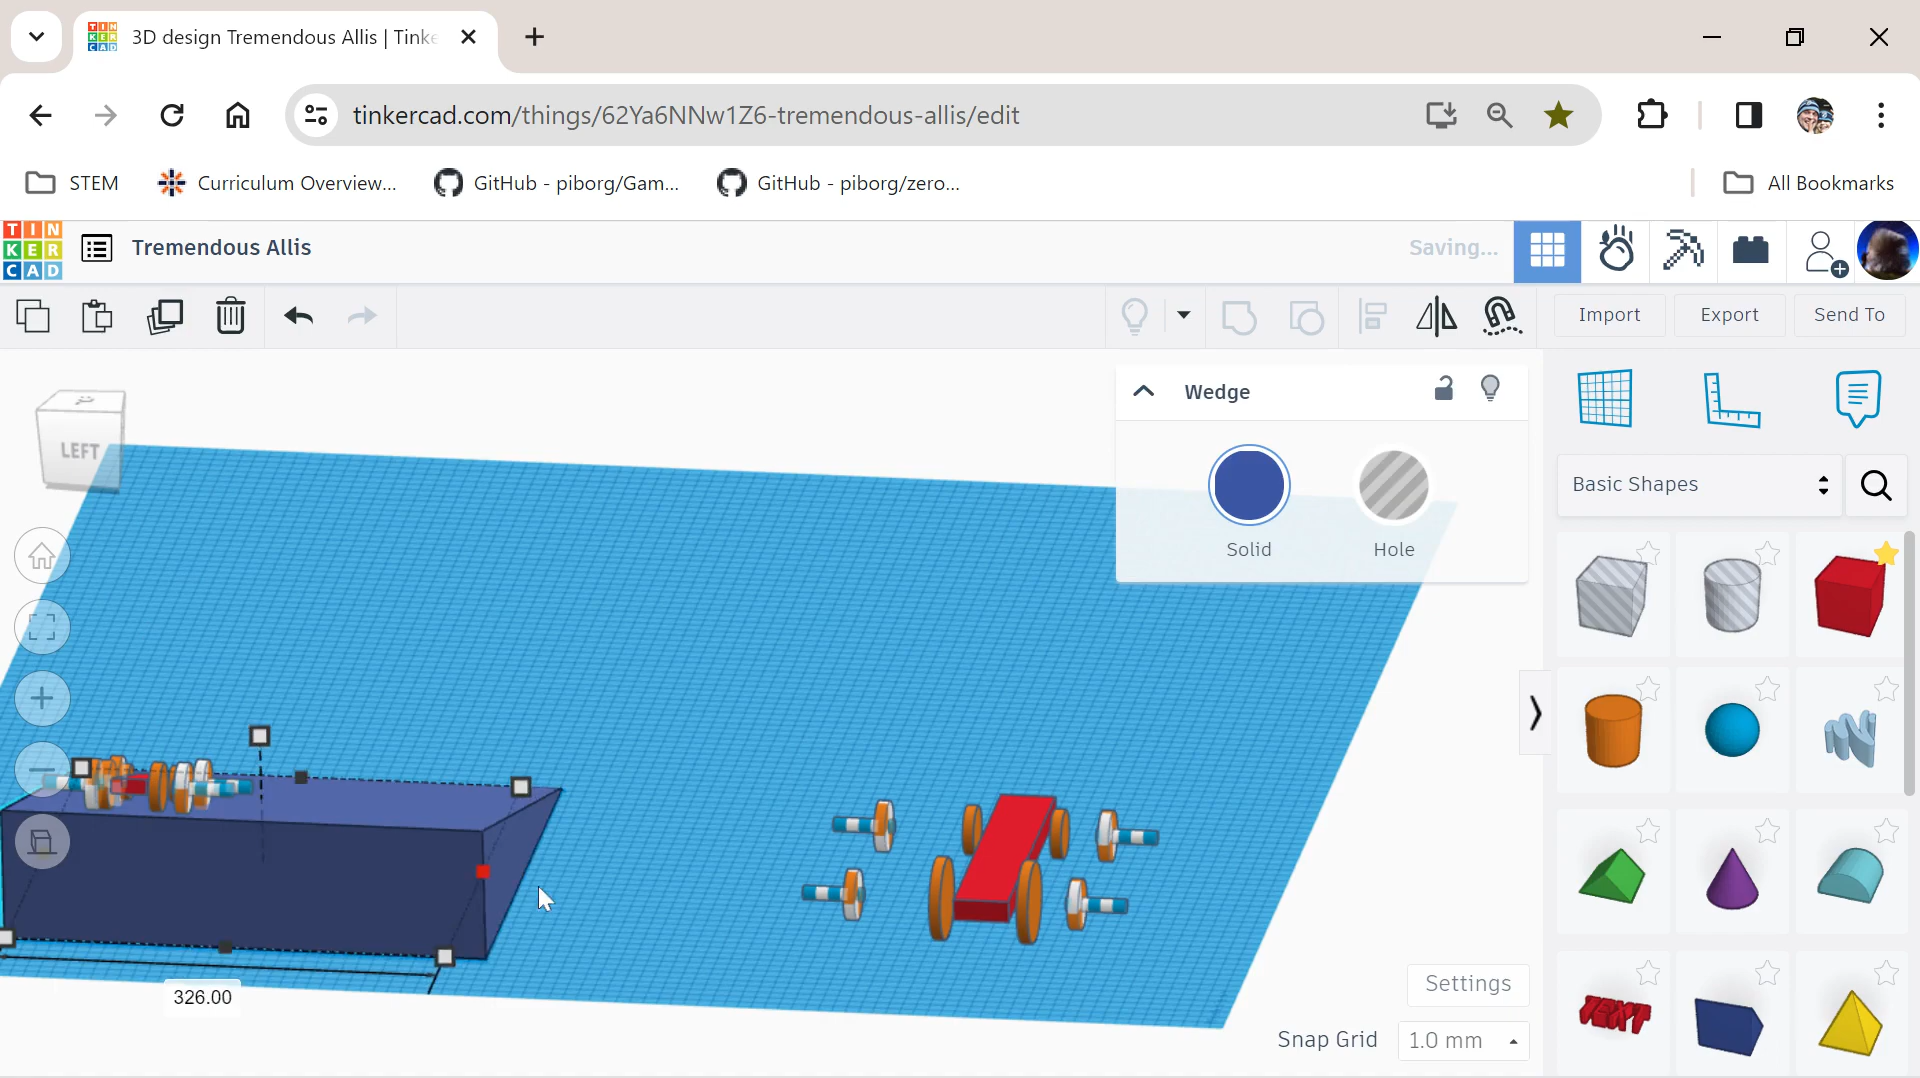 3D design Tremendous Allis | Tinke
tinkercad.com/things/62Ya6NNw1Z6-tremendous-allis/edit
STEM
Curriculum Overview...
GitHub - piborg/Gam...
GitHub - piborg/zero...
All Bookmarks
TIN
KER
CAD
Tremendous Allis
Saving...
Import
Export
Send To
LEFT
Wedge
Solid
Hole
Basic Shapes
TEXT
326.00
Settings
Snap Grid
1.0 mm